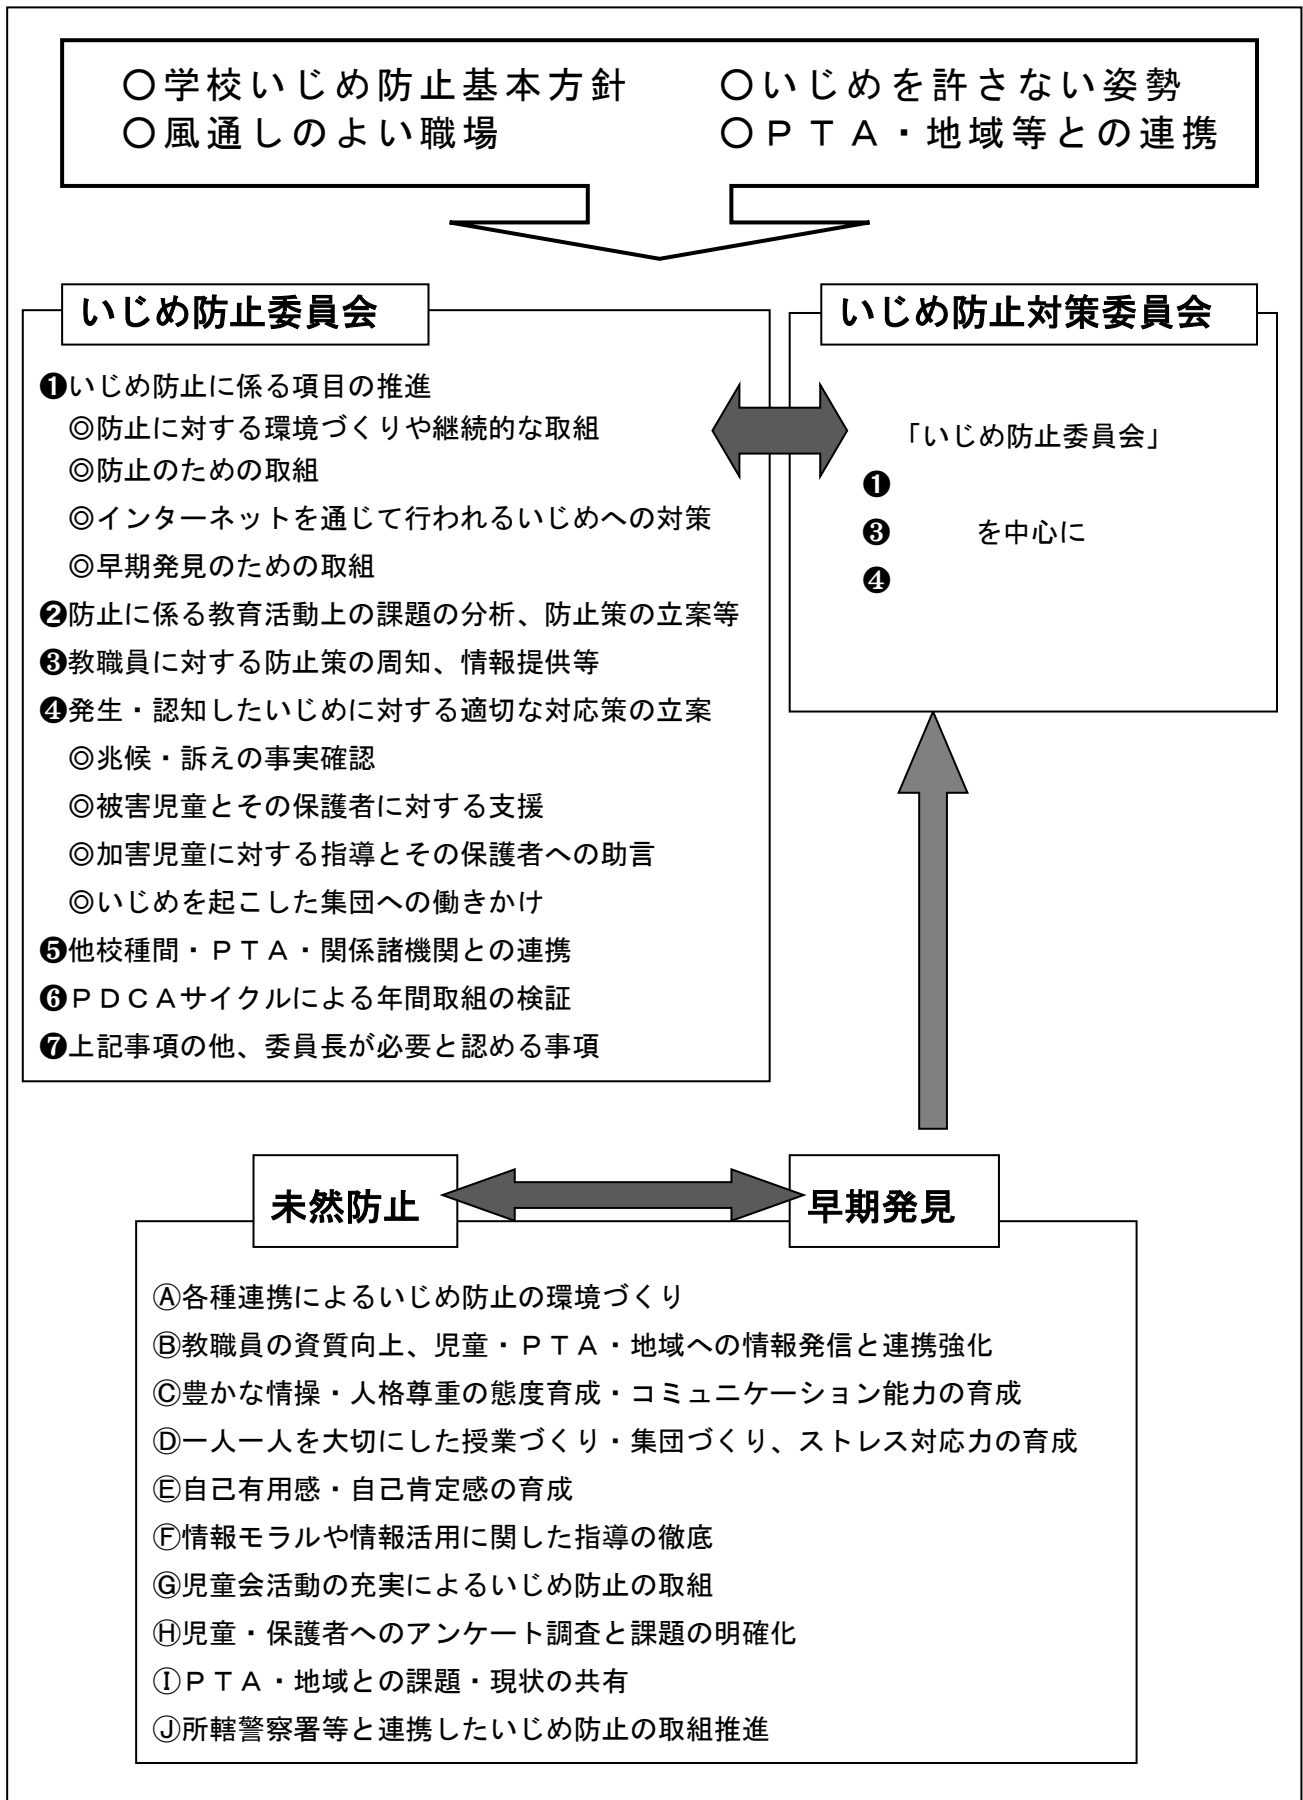 〇学校いじめ防止基本方針　〇いじめを許さない姿勢
〇風通しのよい職場　〇ＰＴＡ・地域等との連携
いじめ防止委員会
❶いじめ防止に係る項目の推進
◎防止に対する環境づくりや継続的な取組
◎防止のための取組
◎インターネットを通じて行われるいじめへの対策
◎早期発見のための取組
❷防止に係る教育活動上の課題の分析、防止策の立案等
❸教職員に対する防止策の周知、情報提供等
❹発生・認知したいじめに対する適切な対応策の立案
◎兆候・訴えの事実確認
◎被害児童とその保護者に対する支援
◎加害児童に対する指導とその保護者への助言
◎いじめを起こした集団への働きかけ
❺他校種間・ＰＴＡ・関係諸機関との連携
❻ＰＤＣＡサイクルによる年間取組の検証
❼上記事項の他、委員長が必要と認める事項
いじめ防止対策委員会
「いじめ防止委員会」
❶
❸　を中心に
❹
未然防止
早期発見
Ⓐ各種連携によるいじめ防止の環境づくり
Ⓑ教職員の資質向上、児童・ＰＴＡ・地域への情報発信と連携強化
Ⓒ豊かな情操・人格尊重の態度育成・コミュニケーション能力の育成
Ⓓ一人一人を大切にした授業づくり・集団づくり、ストレス対応力の育成
Ⓔ自己有用感・自己肯定感の育成
Ⓕ情報モラルや情報活用に関した指導の徹底
Ⓖ児童会活動の充実によるいじめ防止の取組
Ⓗ児童・保護者へのアンケート調査と課題の明確化
ⒾＰＴＡ・地域との課題・現状の共有
Ⓙ所轄警察署等と連携したいじめ防止の取組推進